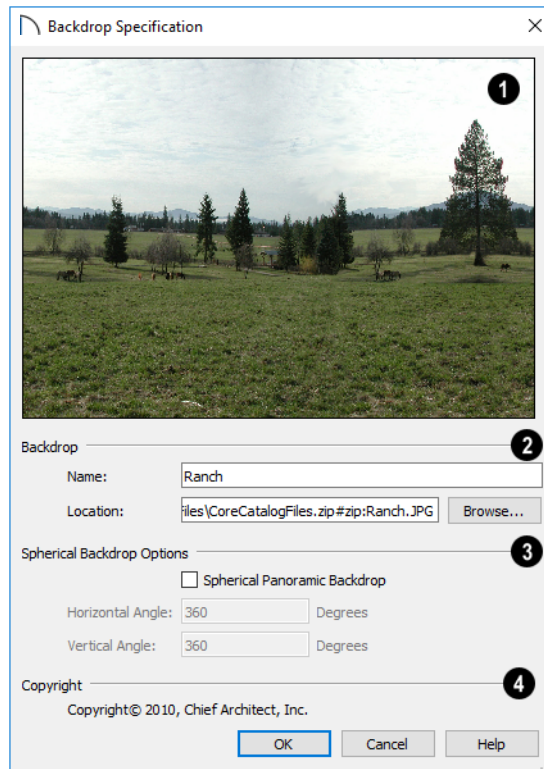 Backdrop Specification
1
Backdrop
2
Name: Ranch
Location: iles\CoreCatalogFiles.zip#zip:Ranch.JPG Browse...
Spherical Backdrop Options
3
Spherical Panoramic Backdrop
Horizontal Angle: 360 Degrees
Vertical Angle: 360 Degrees
Copyright
4
Copyright© 2010, Chief Architect, Inc.
OK Cancel Help